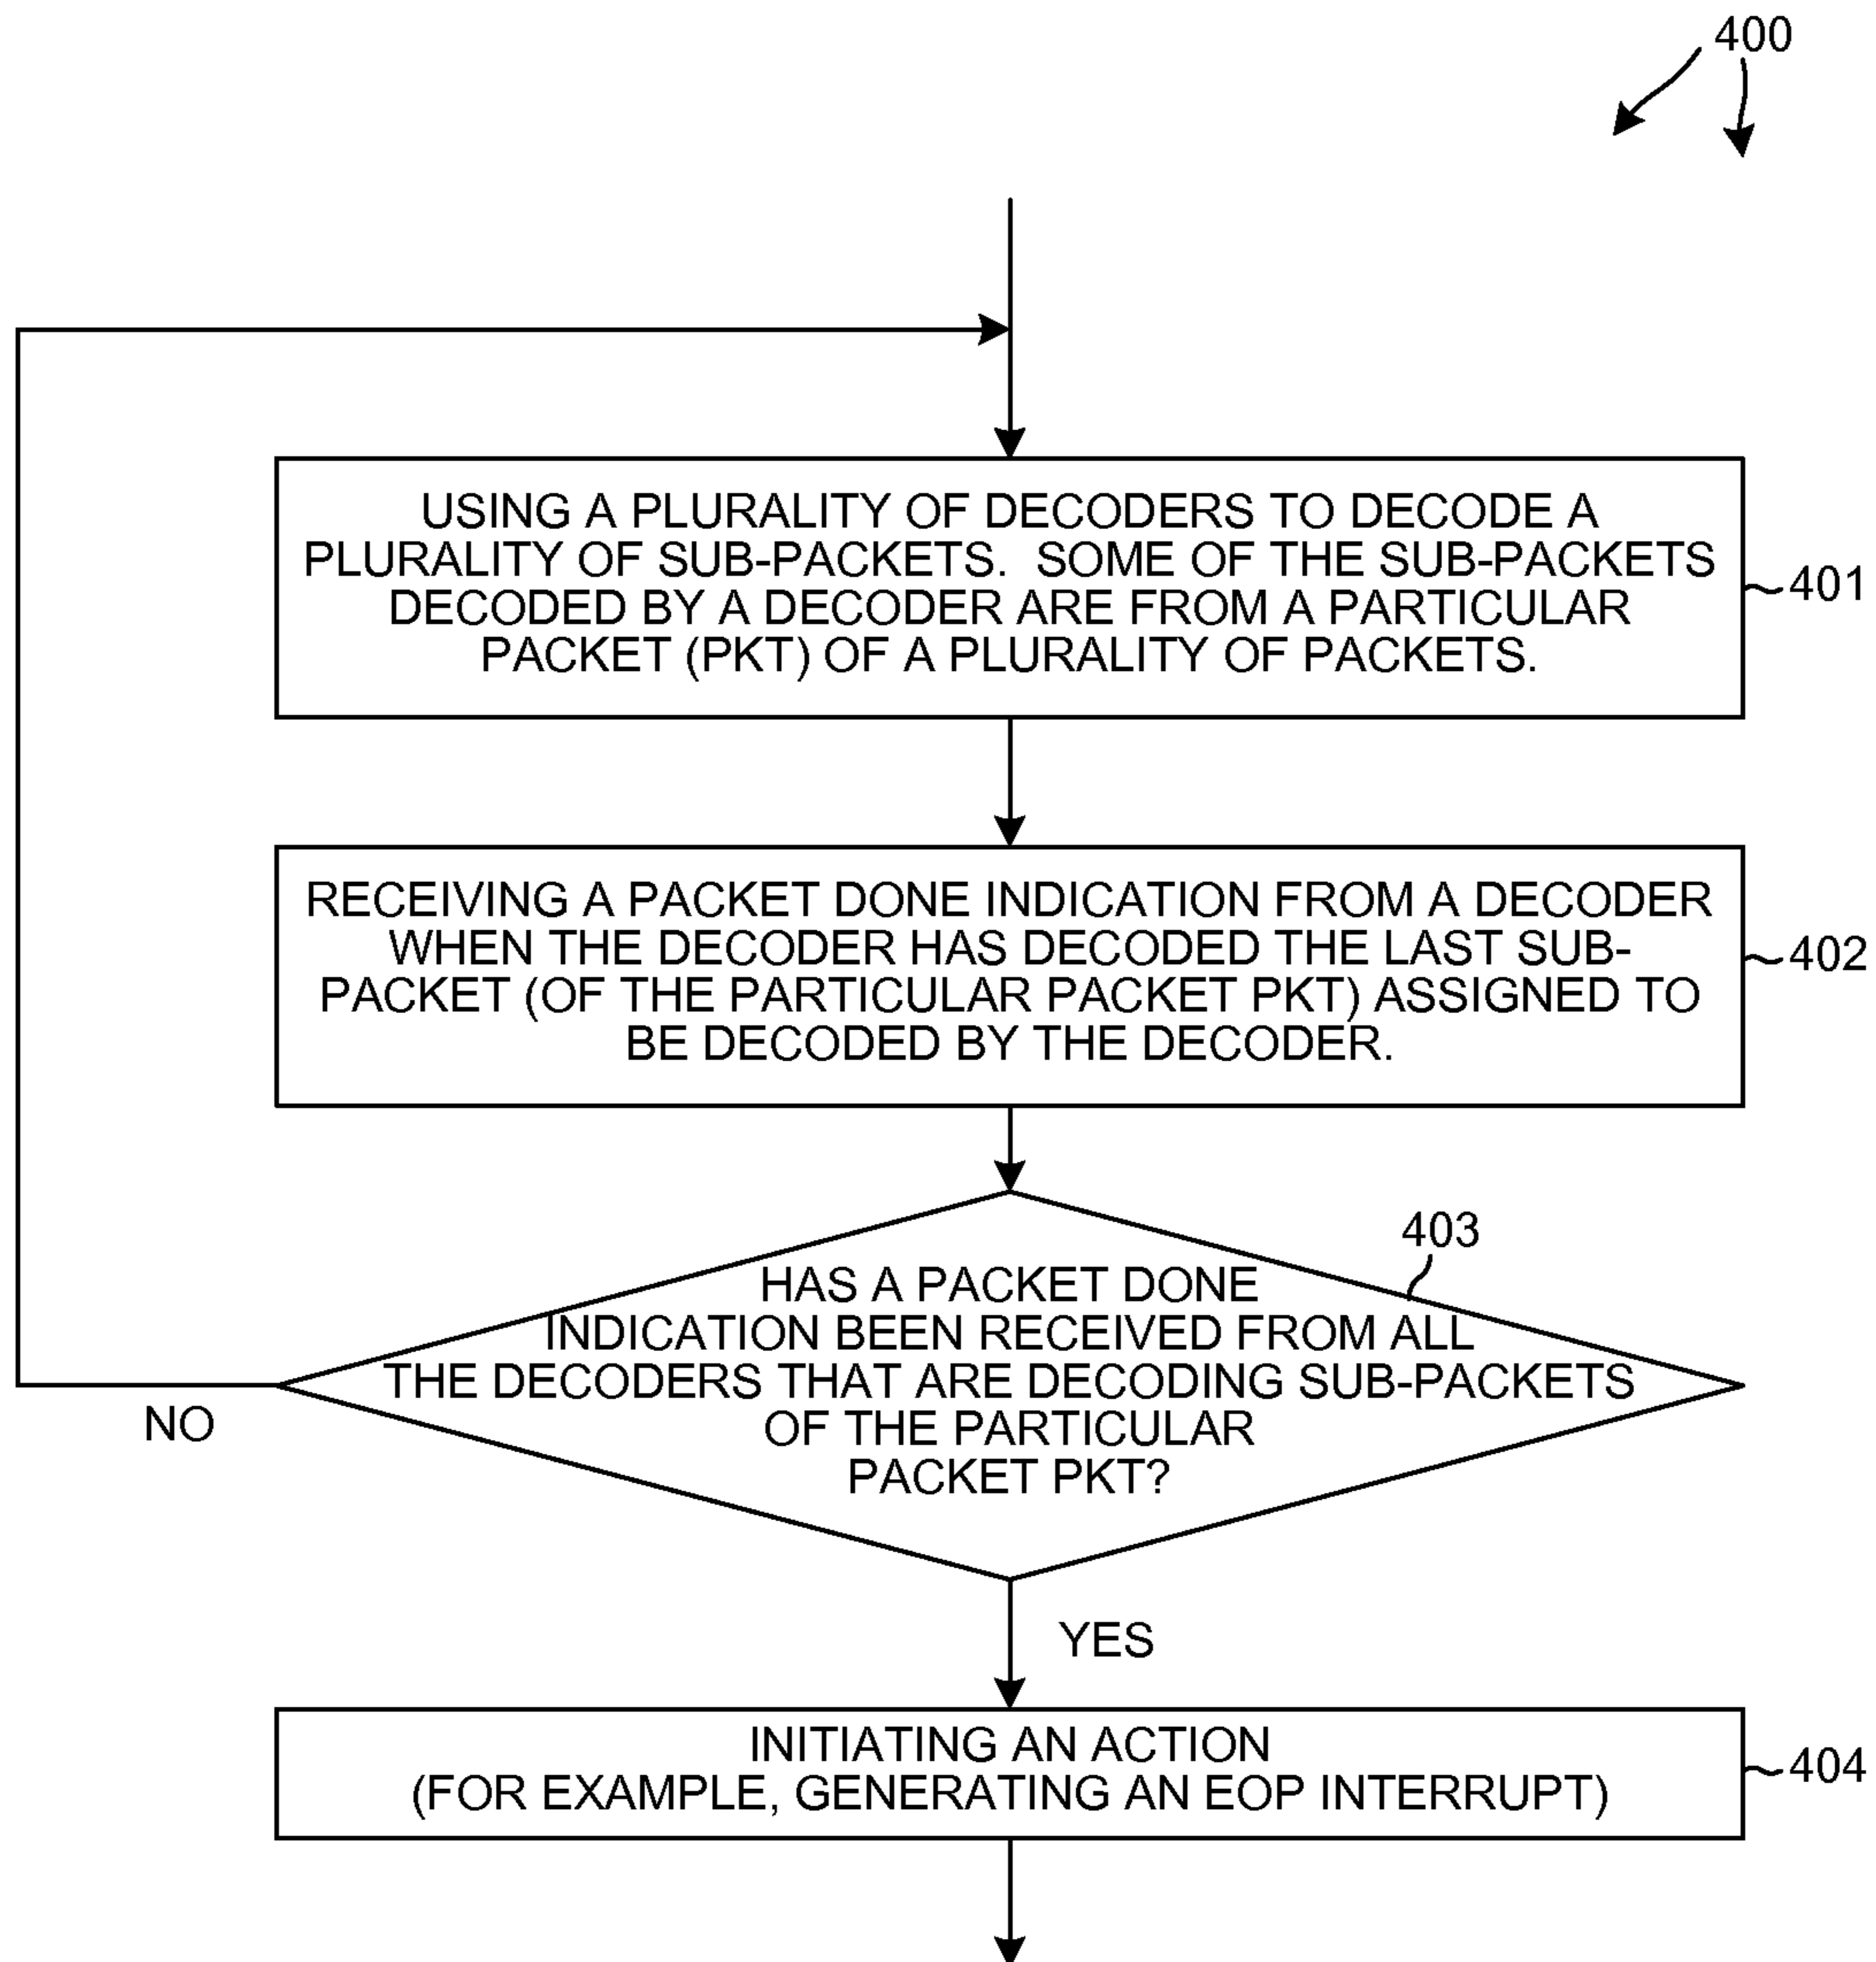 400
USING A PLURALITY OF DECODERS TO DECODE A
PLURALITY OF SUB-PACKETS. SOME OF THE SUB-PACKETS
DECODED BY A DECODER ARE FROM A PARTICULAR
PACKET (PKT) OF A PLURALITY OF PACKETS.
401
RECEIVING A PACKET DONE INDICATION FROM A DECODER
WHEN THE DECODER HAS DECODED THE LAST SUB-
PACKET (OF THE PARTICULAR PACKET PKT) ASSIGNED TO
BE DECODED BY THE DECODER.
402
403
HAS A PACKET DONE
INDICATION BEEN RECEIVED FROM ALL
THE DECODERS THAT ARE DECODING SUB-PACKETS
OF THE PARTICULAR
PACKET PKT?
NO
YES
INITIATING AN ACTION
(FOR EXAMPLE, GENERATING AN EOP INTERRUPT)
404